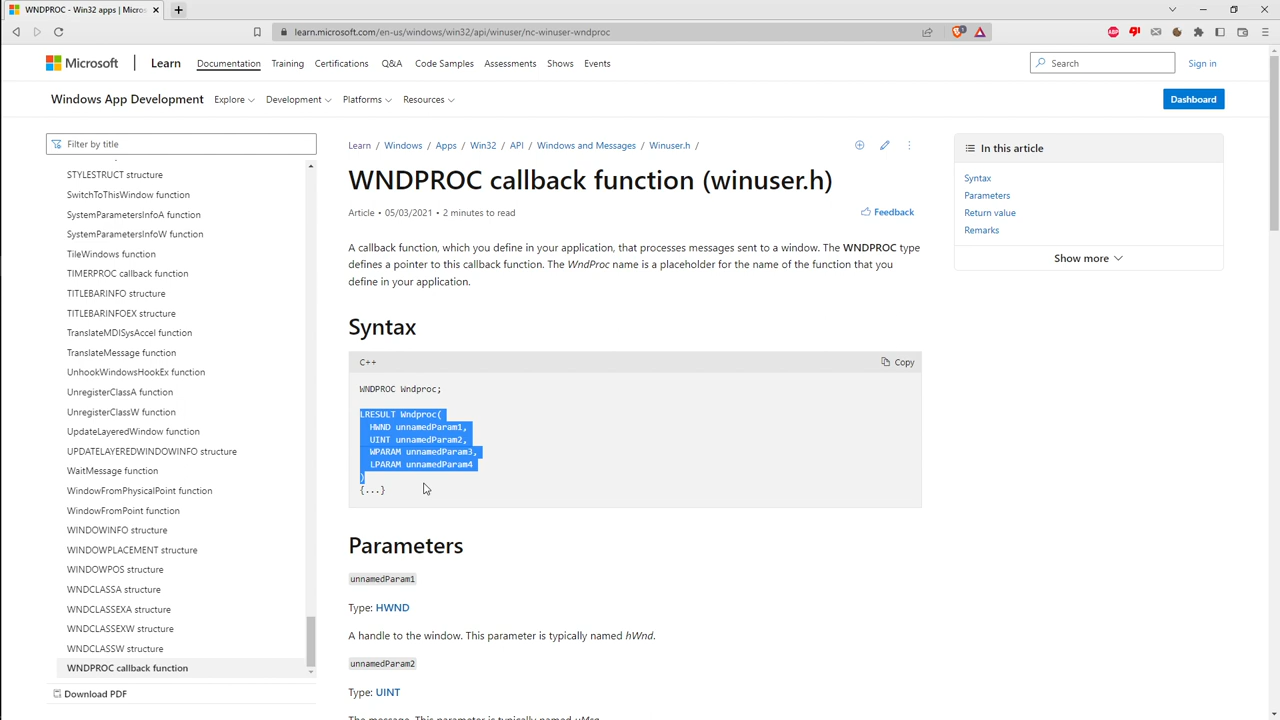 WNDPROC - Win32 apps | Micros
learn.microsoft.com/en-us/windows/win32/api/winuser/nc-winuser-wndproc
Microsoft
Learn
Documentation
Training
Certifications
Q&A
Code Samples
Assessments
Shows
Events
Search
Sign in
Windows App Development
Explore
Development
Platforms
Resources
Dashboard
Filter by title
STYLESTRUCT structure
SwitchToThisWindow function
SystemParametersInfoA function
SystemParametersInfoW function
TileWindows function
TIMERPROC callback function
TITLEBARINFO structure
TITLEBARINFOEX structure
TranslateMDISysAccel function
TranslateMessage function
UnhookWindowsHookEx function
UnregisterClassA function
UnregisterClassW function
UpdateLayeredWindow function
UPDATELAYEREDWINDOWINFO structure
WaitMessage function
WindowFromPhysicalPoint function
WindowFromPoint function
WINDOWINFO structure
WINDOWPLACEMENT structure
WINDOWPOS structure
WNDCLASSA structure
WNDCLASSEXA structure
WNDCLASSEXW structure
WNDCLASSW structure
WNDPROC callback function
Download PDF
Learn / Windows / Apps / Win32 / API / Windows and Messages / Winuser.h /
WNDPROC callback function (winuser.h)
Article • 05/03/2021 • 2 minutes to read
Feedback
A callback function, which you define in your application, that processes messages sent to a window. The WNDPROC type
defines a pointer to this callback function. The WndProc name is a placeholder for the name of the function that you
define in your application.
Syntax
C++
Copy
WNDPROC Wndproc;
LRESULT Wndproc(
HWND unnamedParam1,
UINT unnamedParam2,
WPARAM unnamedParam3,
LPARAM unnamedParam4
)
{...}
Parameters
unnamedParam1
Type: HWND
A handle to the window. This parameter is typically named hWnd.
unnamedParam2
Type: UINT
The message. This parameter is typically named uMsg.
In this article
Syntax
Parameters
Return value
Remarks
Show more